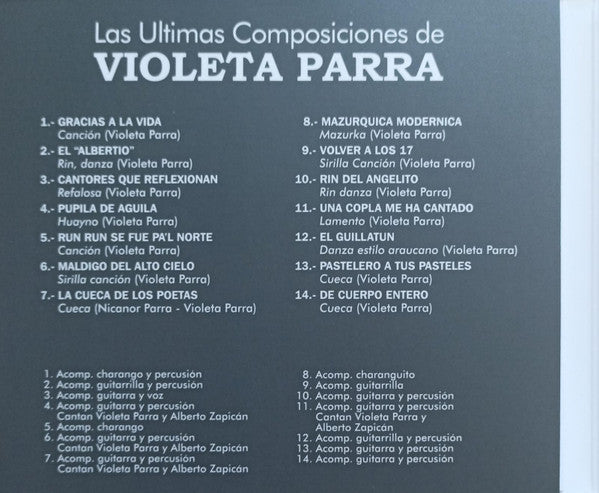 Las Ultimas Composiciones de
VIOLETA PARRA
1.- GRACIAS A LA VIDA
Canción (Violeta Parra)
2.- EL "ALBERTIO"
Rin, danza (Violeta Parra)
3.- CANTORES QUE REFLEXIONAN
Refalosa (Violeta Parra)
4.- PUPILA DE AGUILA
Huayno (Violeta Parra)
5.- RUN RUN SE FUE PA'L NORTE
Canción (Violeta Parra)
6.- MALDIGO DEL ALTO CIELO
Sirilla canción (Violeta Parra)
7.- LA CUECA DE LOS POETAS
Cueca (Nicanor Parra - Violeta Parra)
8.- MAZURQUICA MODERNICA
Mazurka (Violeta Parra)
9.- VOLVER A LOS 17
Sirilla Canción (Violeta Parra)
10.- RIN DEL ANGELITO
Rin danza (Violeta Parra)
11.- UNA COPLA ME HA CANTADO
Lamento (Violeta Parra)
12.- EL GUILLATUN
Danza estilo araucano (Violeta Parra)
13.- PASTELERO A TUS PASTELES
Cueca (Violeta Parra)
14.- DE CUERPO ENTERO
Cueca (Violeta Parra)
1. Acomp. charango y percusión
2. Acomp. guitarrilla y percusión
3. Acomp. guitarra y voz
4. Acomp. guitarra y percusión
Cantan Violeta Parra y Alberto Zapicán
5. Acomp. charango
6. Acomp. guitarra y percusión
Cantan Violeta Parra y Alberto Zapicán
7. Acomp. guitarra y percusión
Cantan Violeta Parra y Alberto Zapicán
8. Acomp. charanguito
9. Acomp. guitarrilla
10. Acomp. guitarra y percusión
11. Acomp. guitarra y percusión
Cantan Violeta Parra y
Alberto Zapicán
12. Acomp. guitarrilla y percusión
13. Acomp. guitarra y percusión
14. Acomp. guitarra y percusión